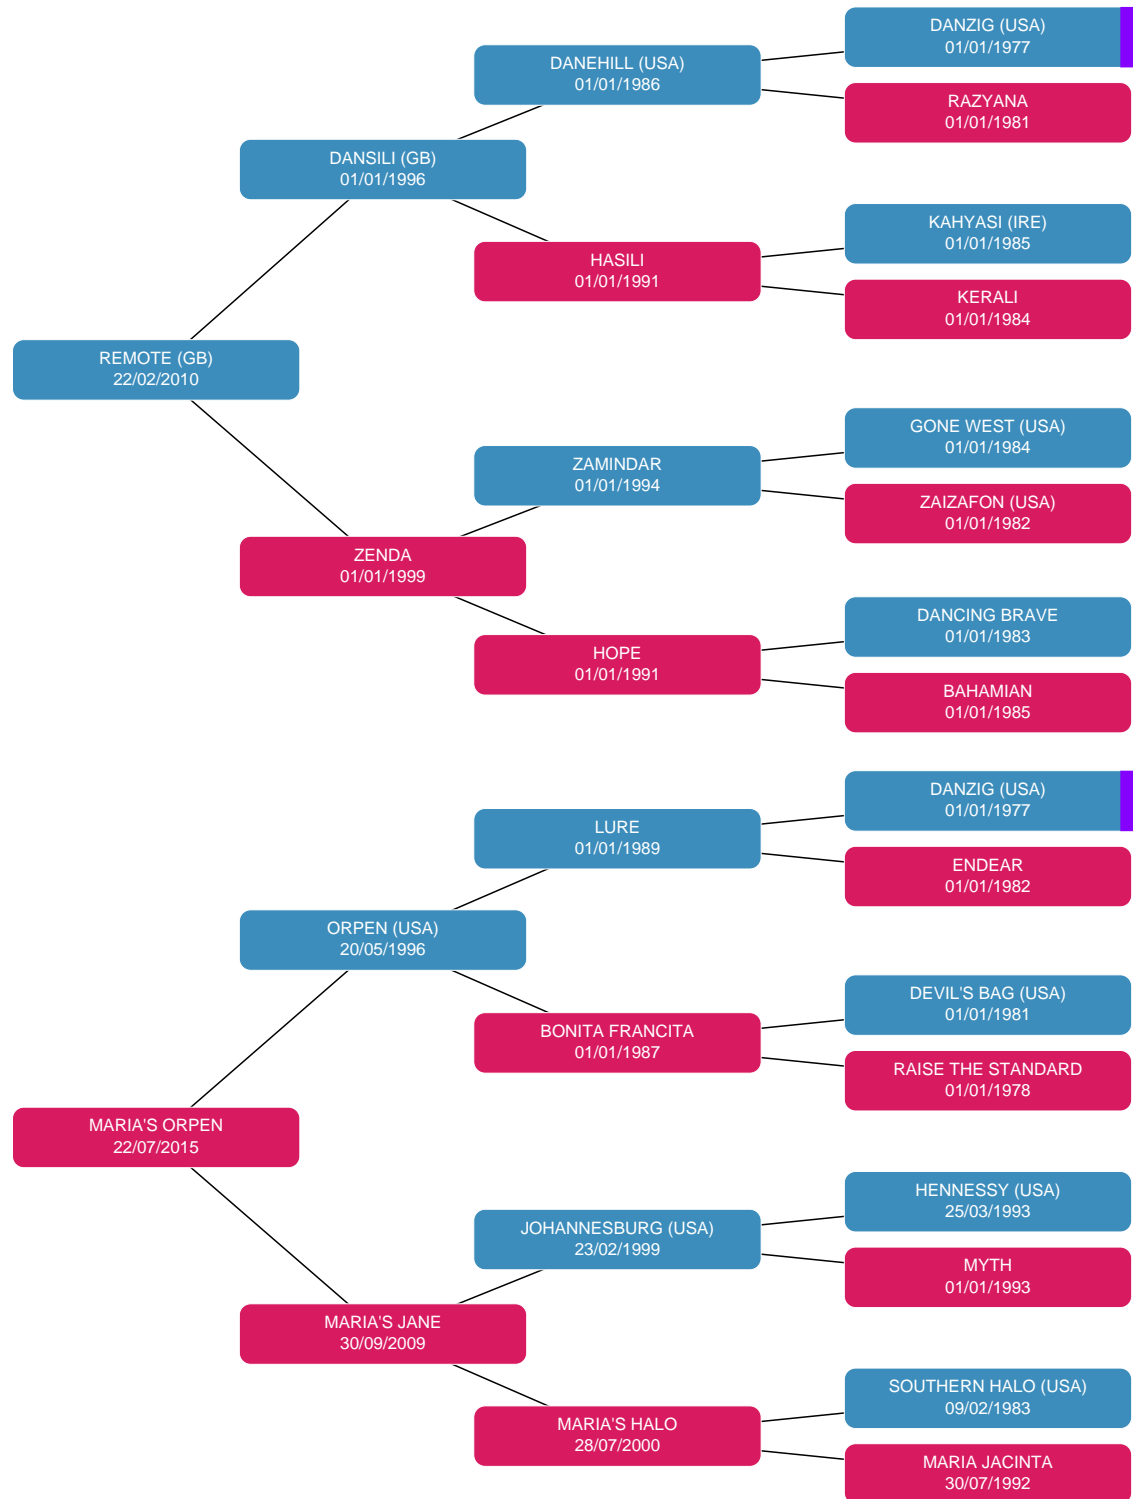 DANZIG (USA)
01/01/1977
DANEHILL (USA)
01/01/1986
RAZYANA
01/01/1981
DANSILI (GB)
01/01/1996
KAHYASI (IRE)
01/01/1985
HASILI
01/01/1991
KERALI
01/01/1984
REMOTE (GB)
22/02/2010
GONE WEST (USA)
01/01/1984
ZAMINDAR
01/01/1994
ZAIZAFON (USA)
01/01/1982
ZENDA
01/01/1999
DANCING BRAVE
01/01/1983
HOPE
01/01/1991
BAHAMIAN
01/01/1985
DANZIG (USA)
01/01/1977
LURE
01/01/1989
ENDEAR
01/01/1982
ORPEN (USA)
20/05/1996
DEVIL'S BAG (USA)
01/01/1981
BONITA FRANCITA
01/01/1987
RAISE THE STANDARD
01/01/1978
MARIA'S ORPEN
22/07/2015
HENNESSY (USA)
25/03/1993
JOHANNESBURG (USA)
23/02/1999
MYTH
01/01/1993
MARIA'S JANE
30/09/2009
SOUTHERN HALO (USA)
09/02/1983
MARIA'S HALO
28/07/2000
MARIA JACINTA
30/07/1992